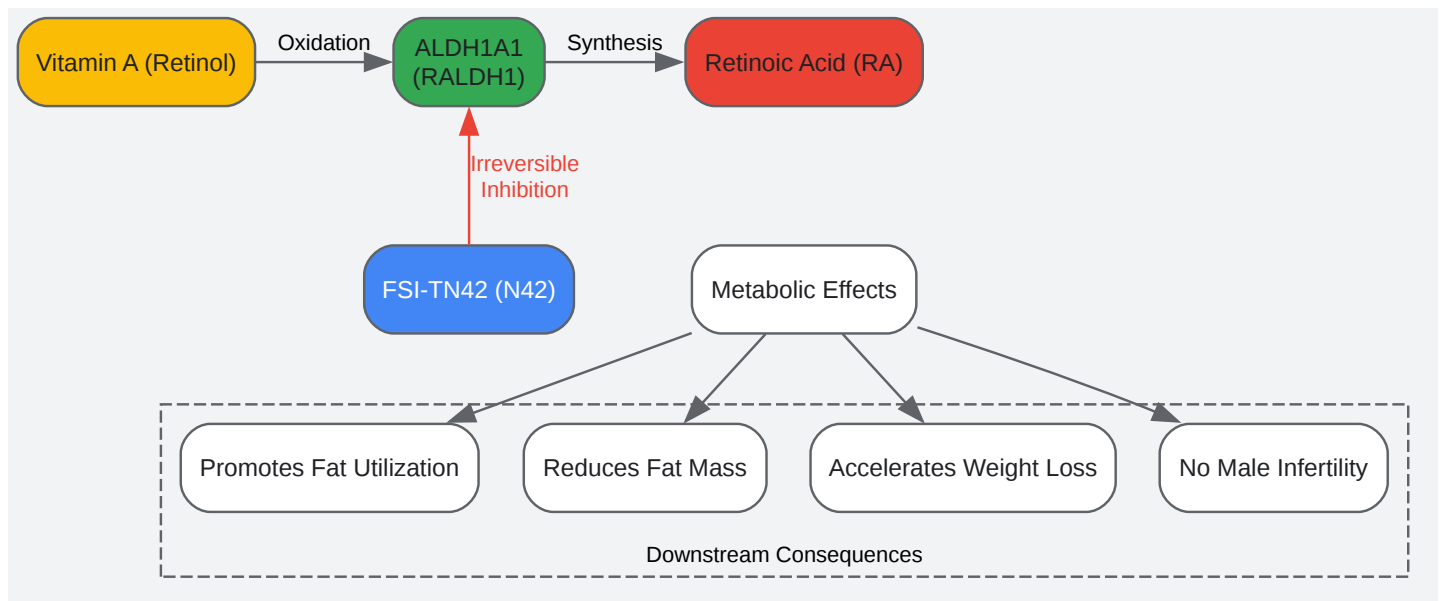 Vitamin A (Retinol)
Oxidation
ALDH1A1
(RALDH1)
Synthesis
Retinoic Acid (RA)
Irreversible
Inhibition
FSI-TN42 (N42)
Metabolic Effects
Promotes Fat Utilization
Reduces Fat Mass
Accelerates Weight Loss
No Male Infertility
Downstream Consequences